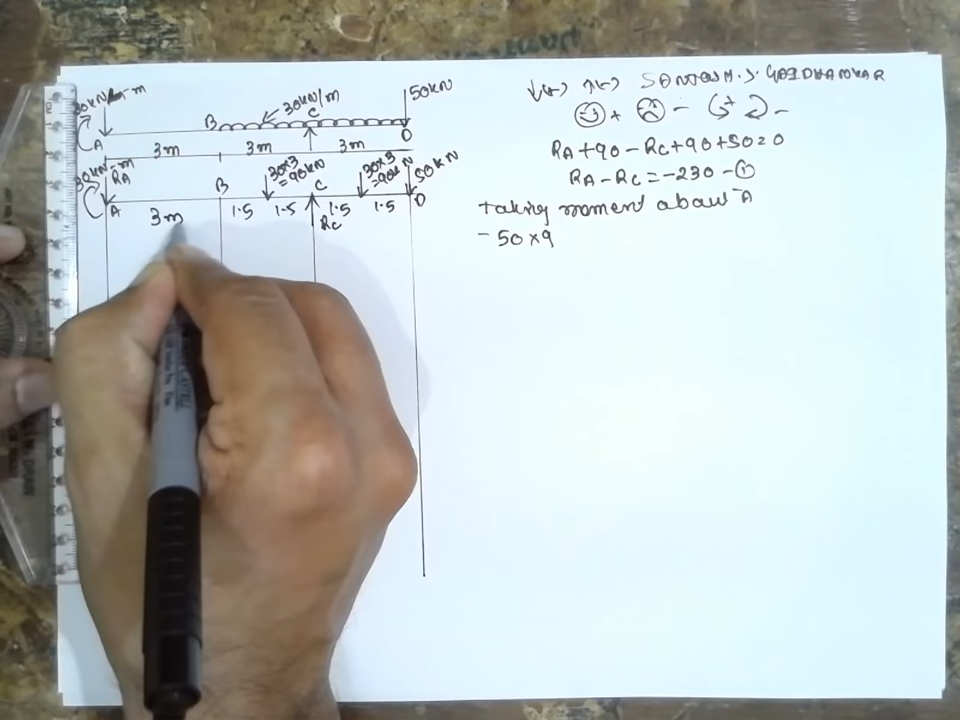 30kN-m
30kN/m
50kN
A
B
C
D
3m
3m
3m
30kN-m
RA
30×3
=90kN
30×3
=90kN
50kN
A
B
C
D
3m
1.5
1.5
1.5
1.5
RC
↓(+) ↑(-) SANTOSH.J.GAIDHANKAR
+ - + -
RA+90-RC+90+50=0
RA-RC=-230-①
Taking moment about A
-50×9